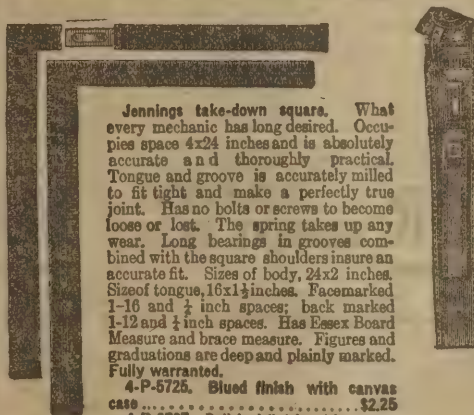 Jennings take-down square. What
every mechanic has long desired. Occu-
pies space 4x24 inches and is absolutely
accurate and thoroughly practical.
Tongue and groove is accurately milled
to fit tight and make a perfectly true
joint. Has no bolts or screws to become
loose or lost. The spring takes up any
wear. Long bearings in grooves com-
bined with the square shoulders insure an
accurate fit. Sizes of body, 24x2 inches.
Size of tongue, 16x1½ inches. Face marked
1-16 and ⅛ inch spaces; back marked
1-12 and ¼ inch spaces. Has Essex Board
Measure and brace measure. Figures and
graduations are deep and plainly marked.
Fully warranted.
4-P-5725. Blued finish with canvas
case....................$2.25